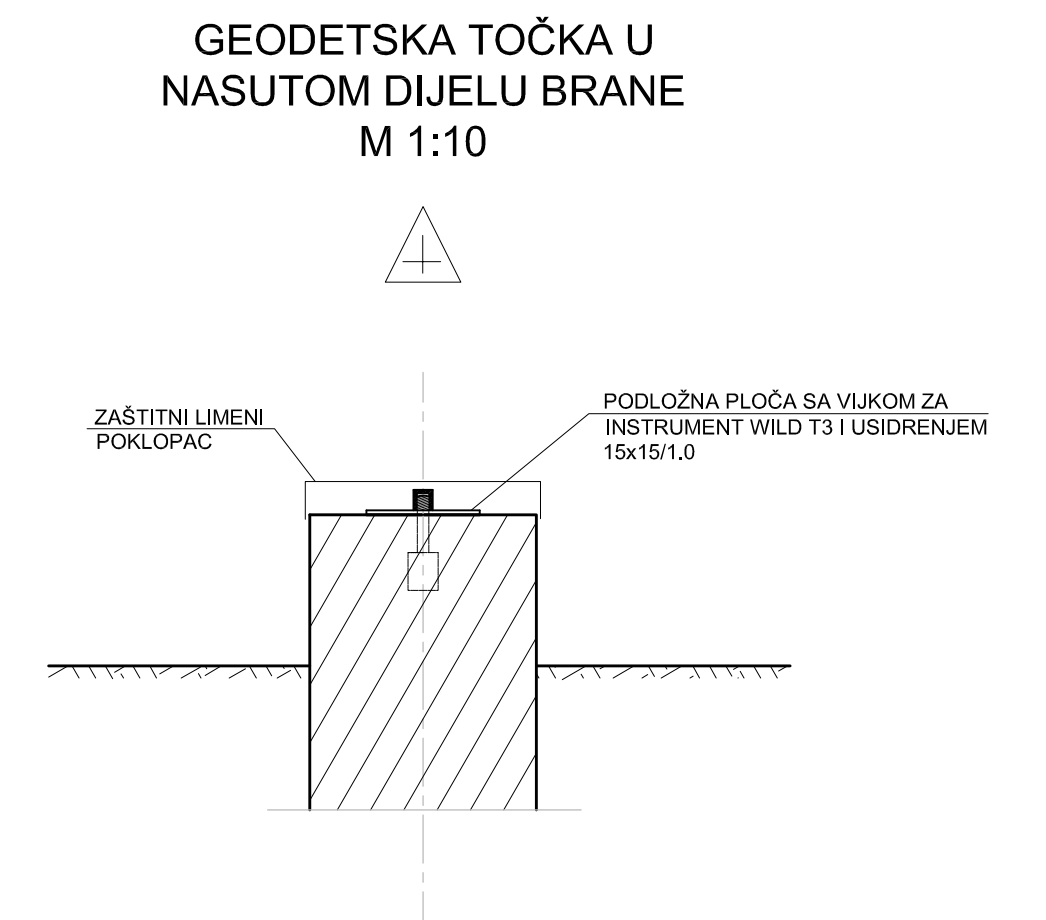 GEODETSKA TOČKA U
NASUTOM DIJELU BRANE
M 1:10
ZAŠTITNI LIMENI
POKLOPAC
PODLOŽNA PLOČA SA VIJKOM ZA
INSTRUMENT WILD T3 I USIDRENJEM
15x15/1.0